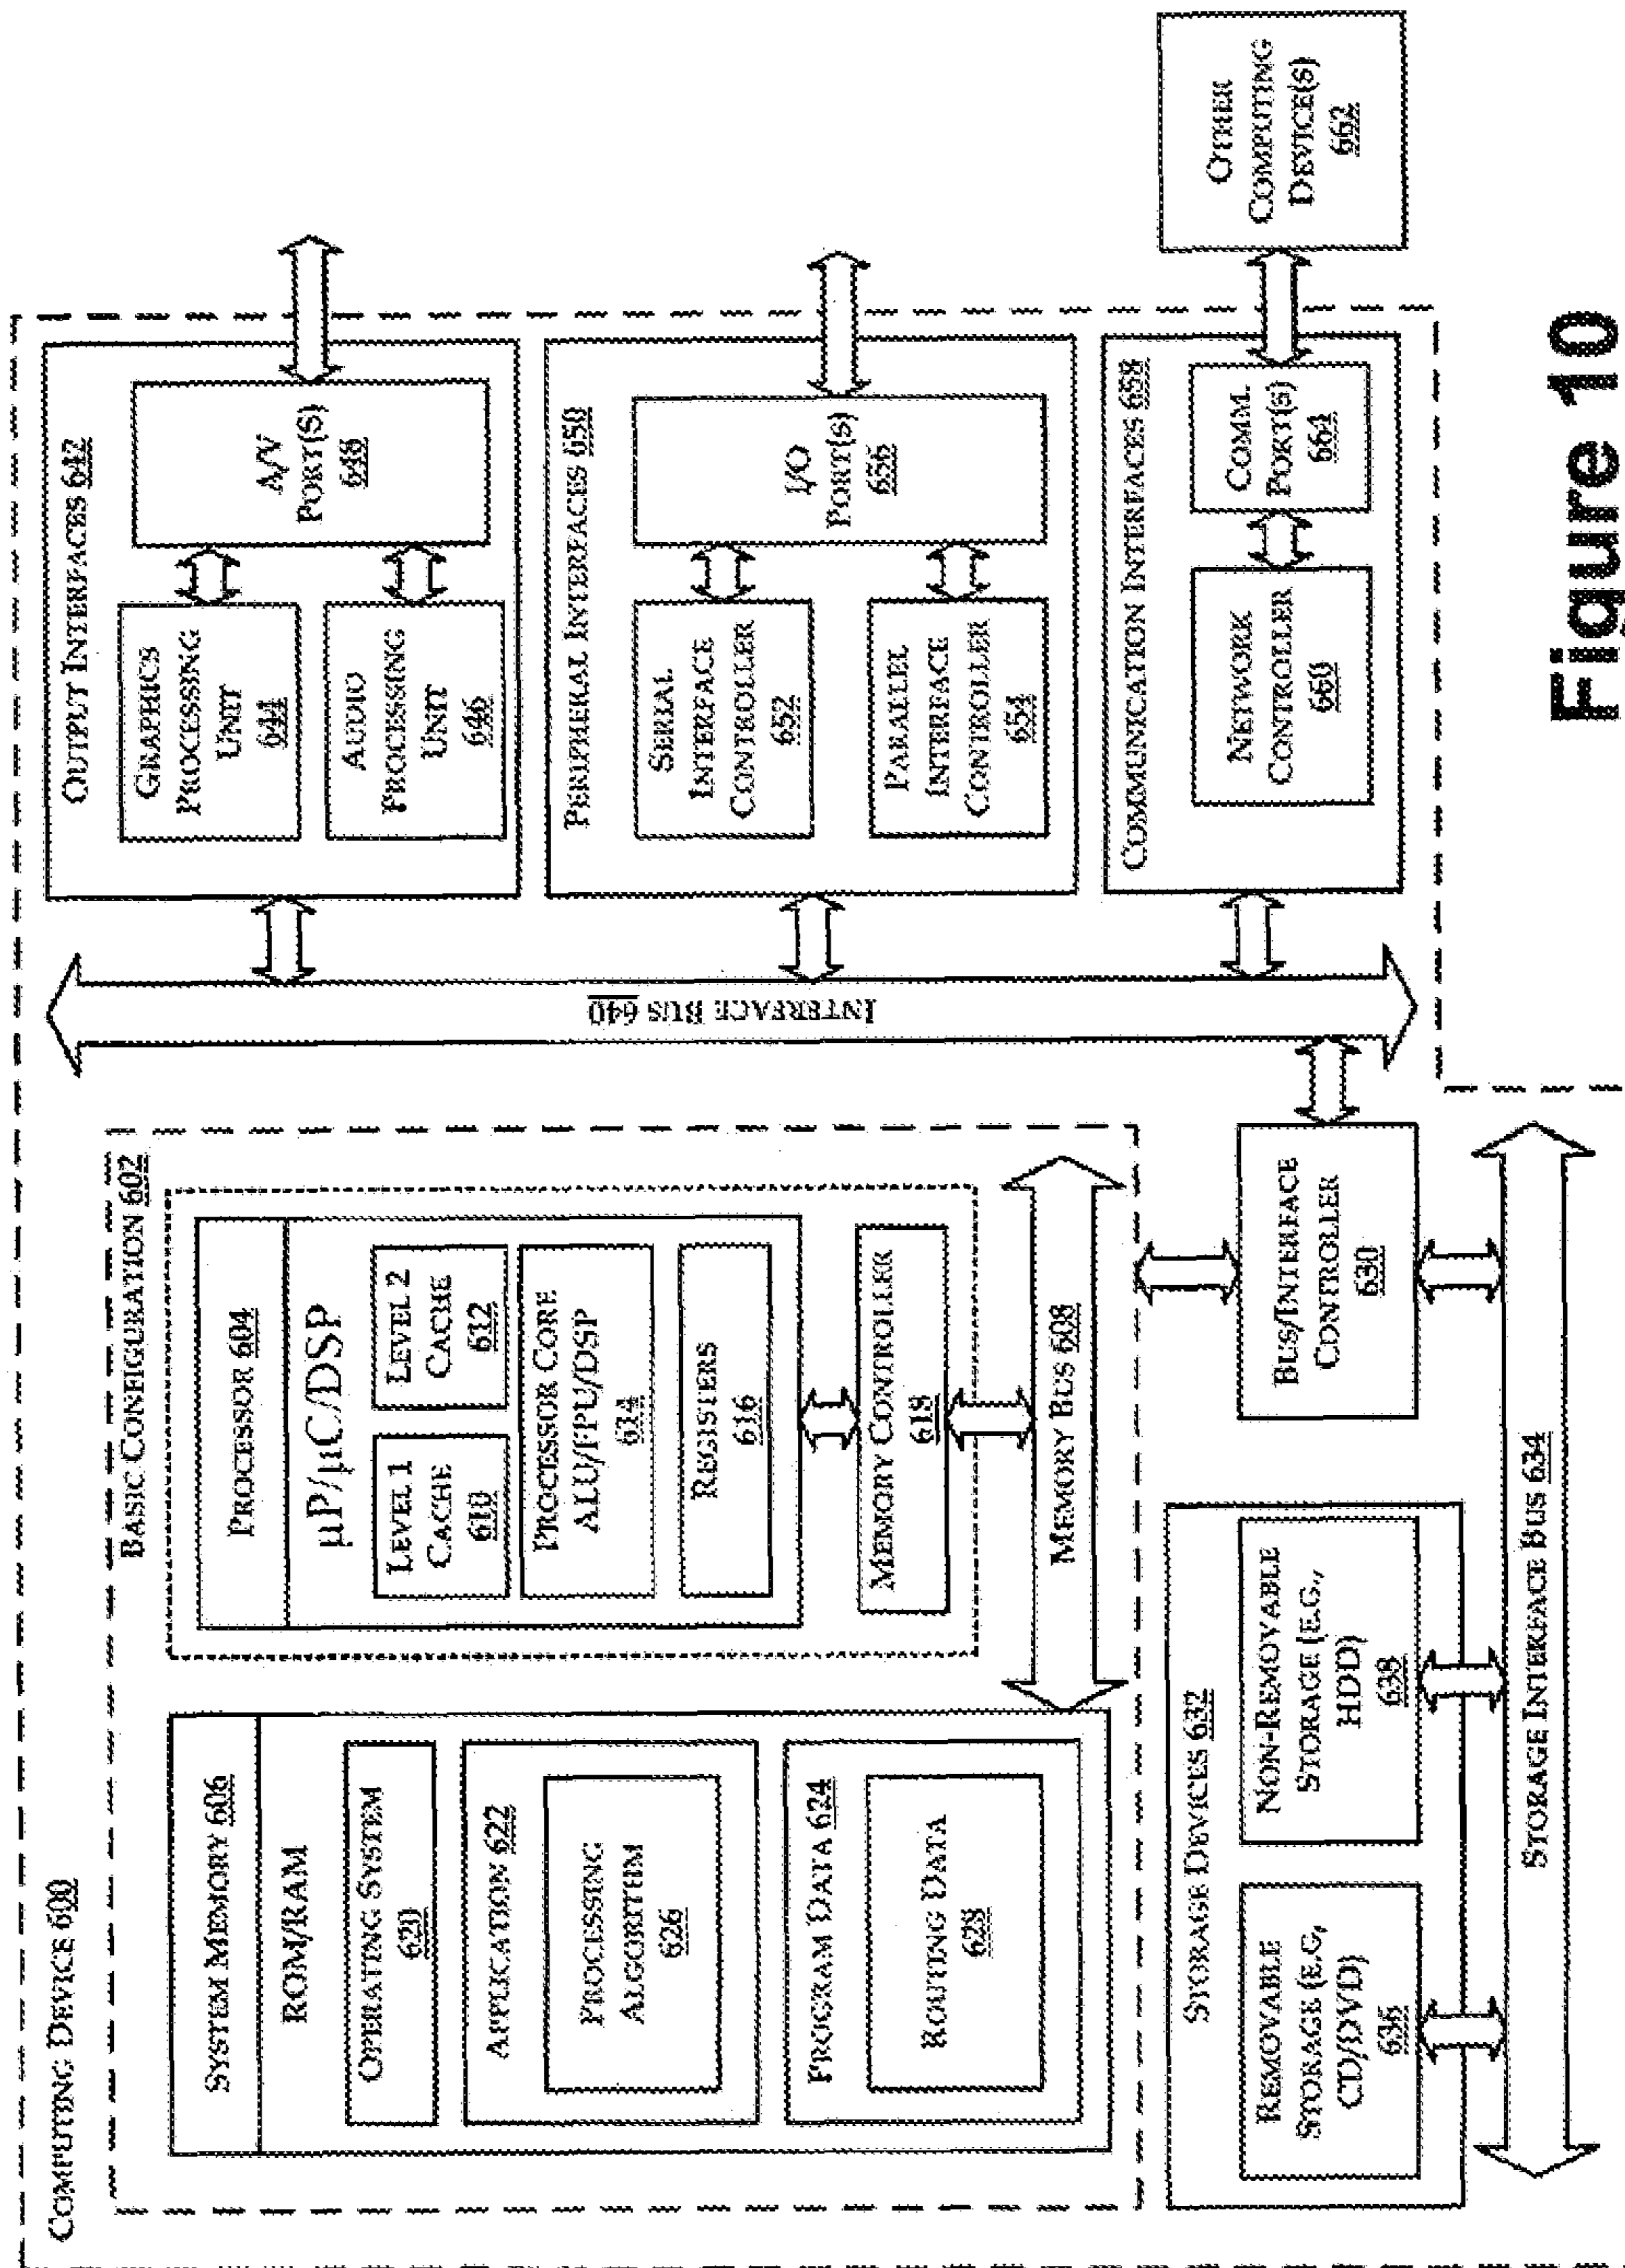 COMPUTING DEVICE 600
BASIC CONFIGURATION 602
SYSTEM MEMORY 606
ROM/RAM
OPERATING SYSTEM
620
APPLICATION 622
PROCESSING
ALGORITHM
626
PROGRAM DATA 624
ROUTING DATA
628
PROCESSOR 604
µP/µC/DSP
LEVEL 1
CACHE
610
LEVEL 2
CACHE
612
PROCESSOR CORE
ALU/FPU/DSP
614
REGISTERS
616
MEMORY CONTROLLER
618
MEMORY BUS 608
BUS/INTERFACE
CONTROLLER
630
STORAGE DEVICES 632
REMOVABLE
STORAGE (E.G,
CD/DVD)
636
NON-REMOVABLE
STORAGE (E.G.,
HDD)
638
STORAGE INTERFACE BUS 634
INTERFACE BUS 640
OUTPUT INTERFACES 642
GRAPHICS
PROCESSING
UNIT
644
AUDIO
PROCESSING
UNIT
646
A/V
PORT(S)
648
PERIPHERAL INTERFACES 650
SERIAL
INTERFACE
CONTROLLER
652
PARALLEL
INTERFACE
CONTROLLER
654
I/O
PORT(S)
656
COMMUNICATION INTERFACES 658
NETWORK
CONTROLLER
660
COMM.
PORT(S)
664
OTHER
COMPUTING
DEVICE(S)
662
Figure 10